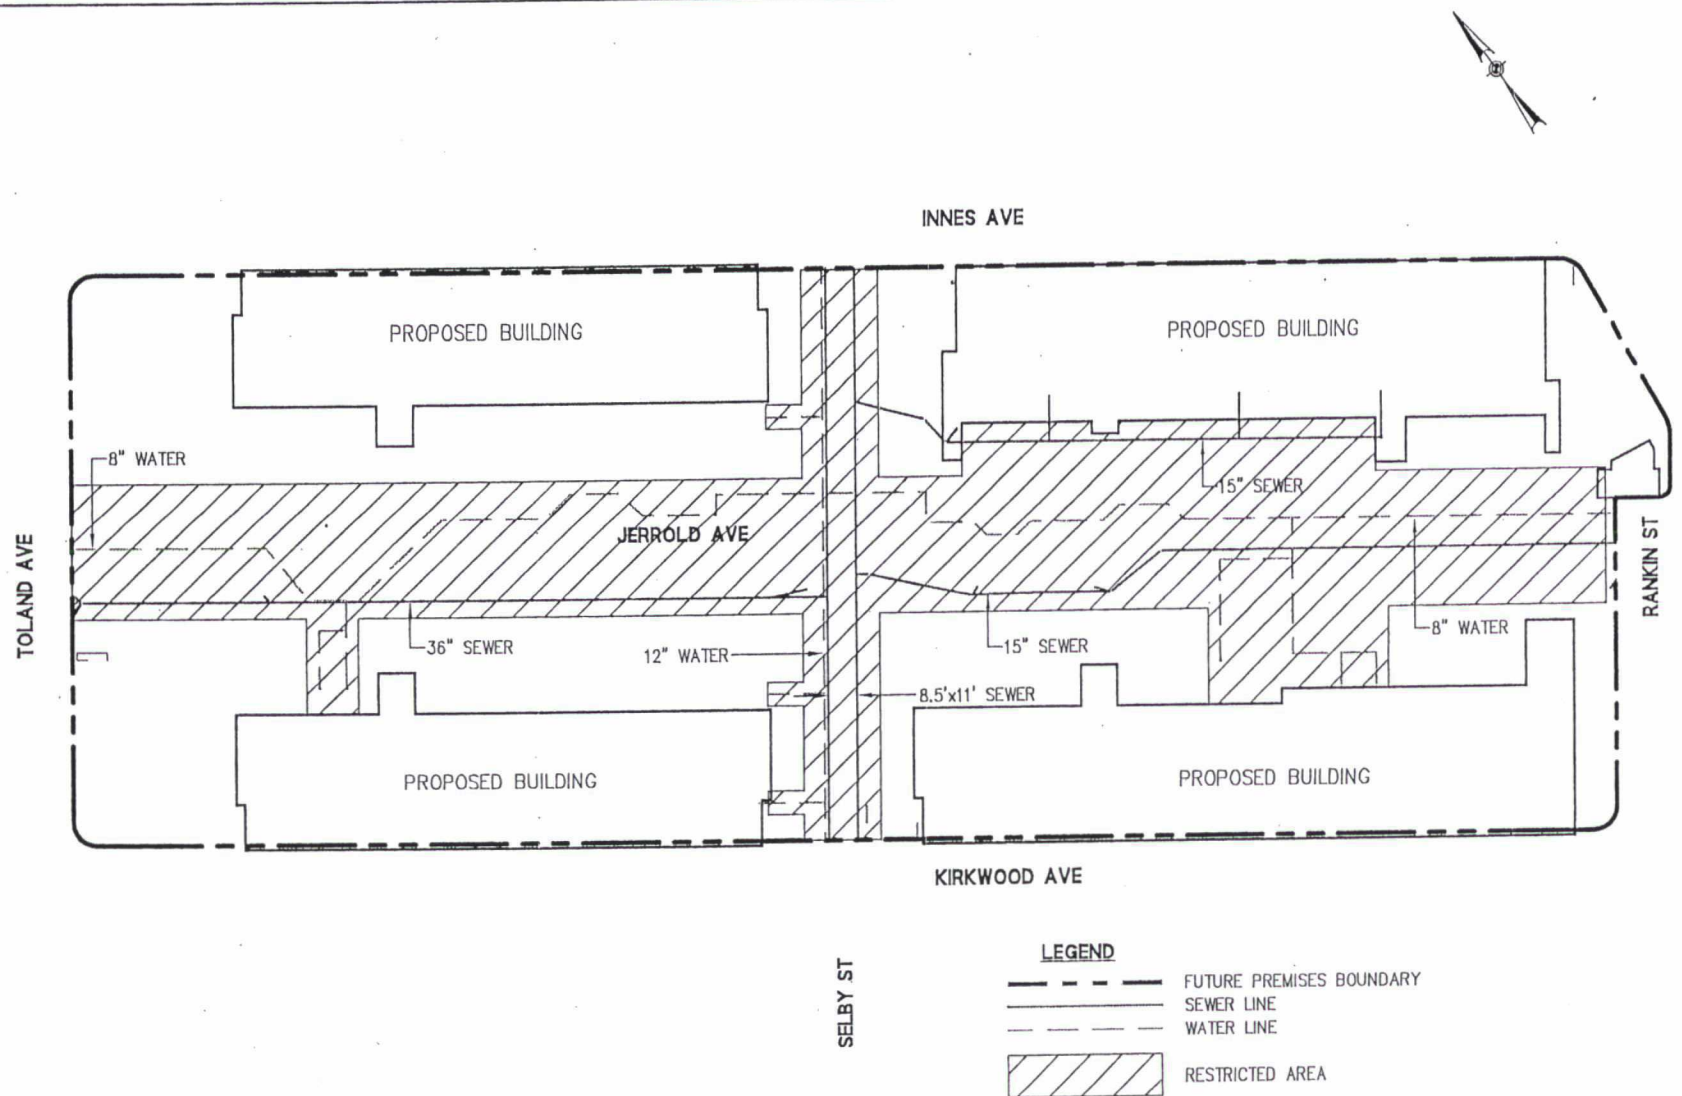 INNES AVE
PROPOSED BUILDING
PROPOSED BUILDING
8" WATER
15" SEWER
JERROLD AVE
TOLAND AVE
RANKIN ST
36" SEWER
12" WATER
15" SEWER
8" WATER
8.5'x11' SEWER
PROPOSED BUILDING
PROPOSED BUILDING
KIRKWOOD AVE
SELBY ST
LEGEND
FUTURE PREMISES BOUNDARY
SEWER LINE
WATER LINE
RESTRICTED AREA